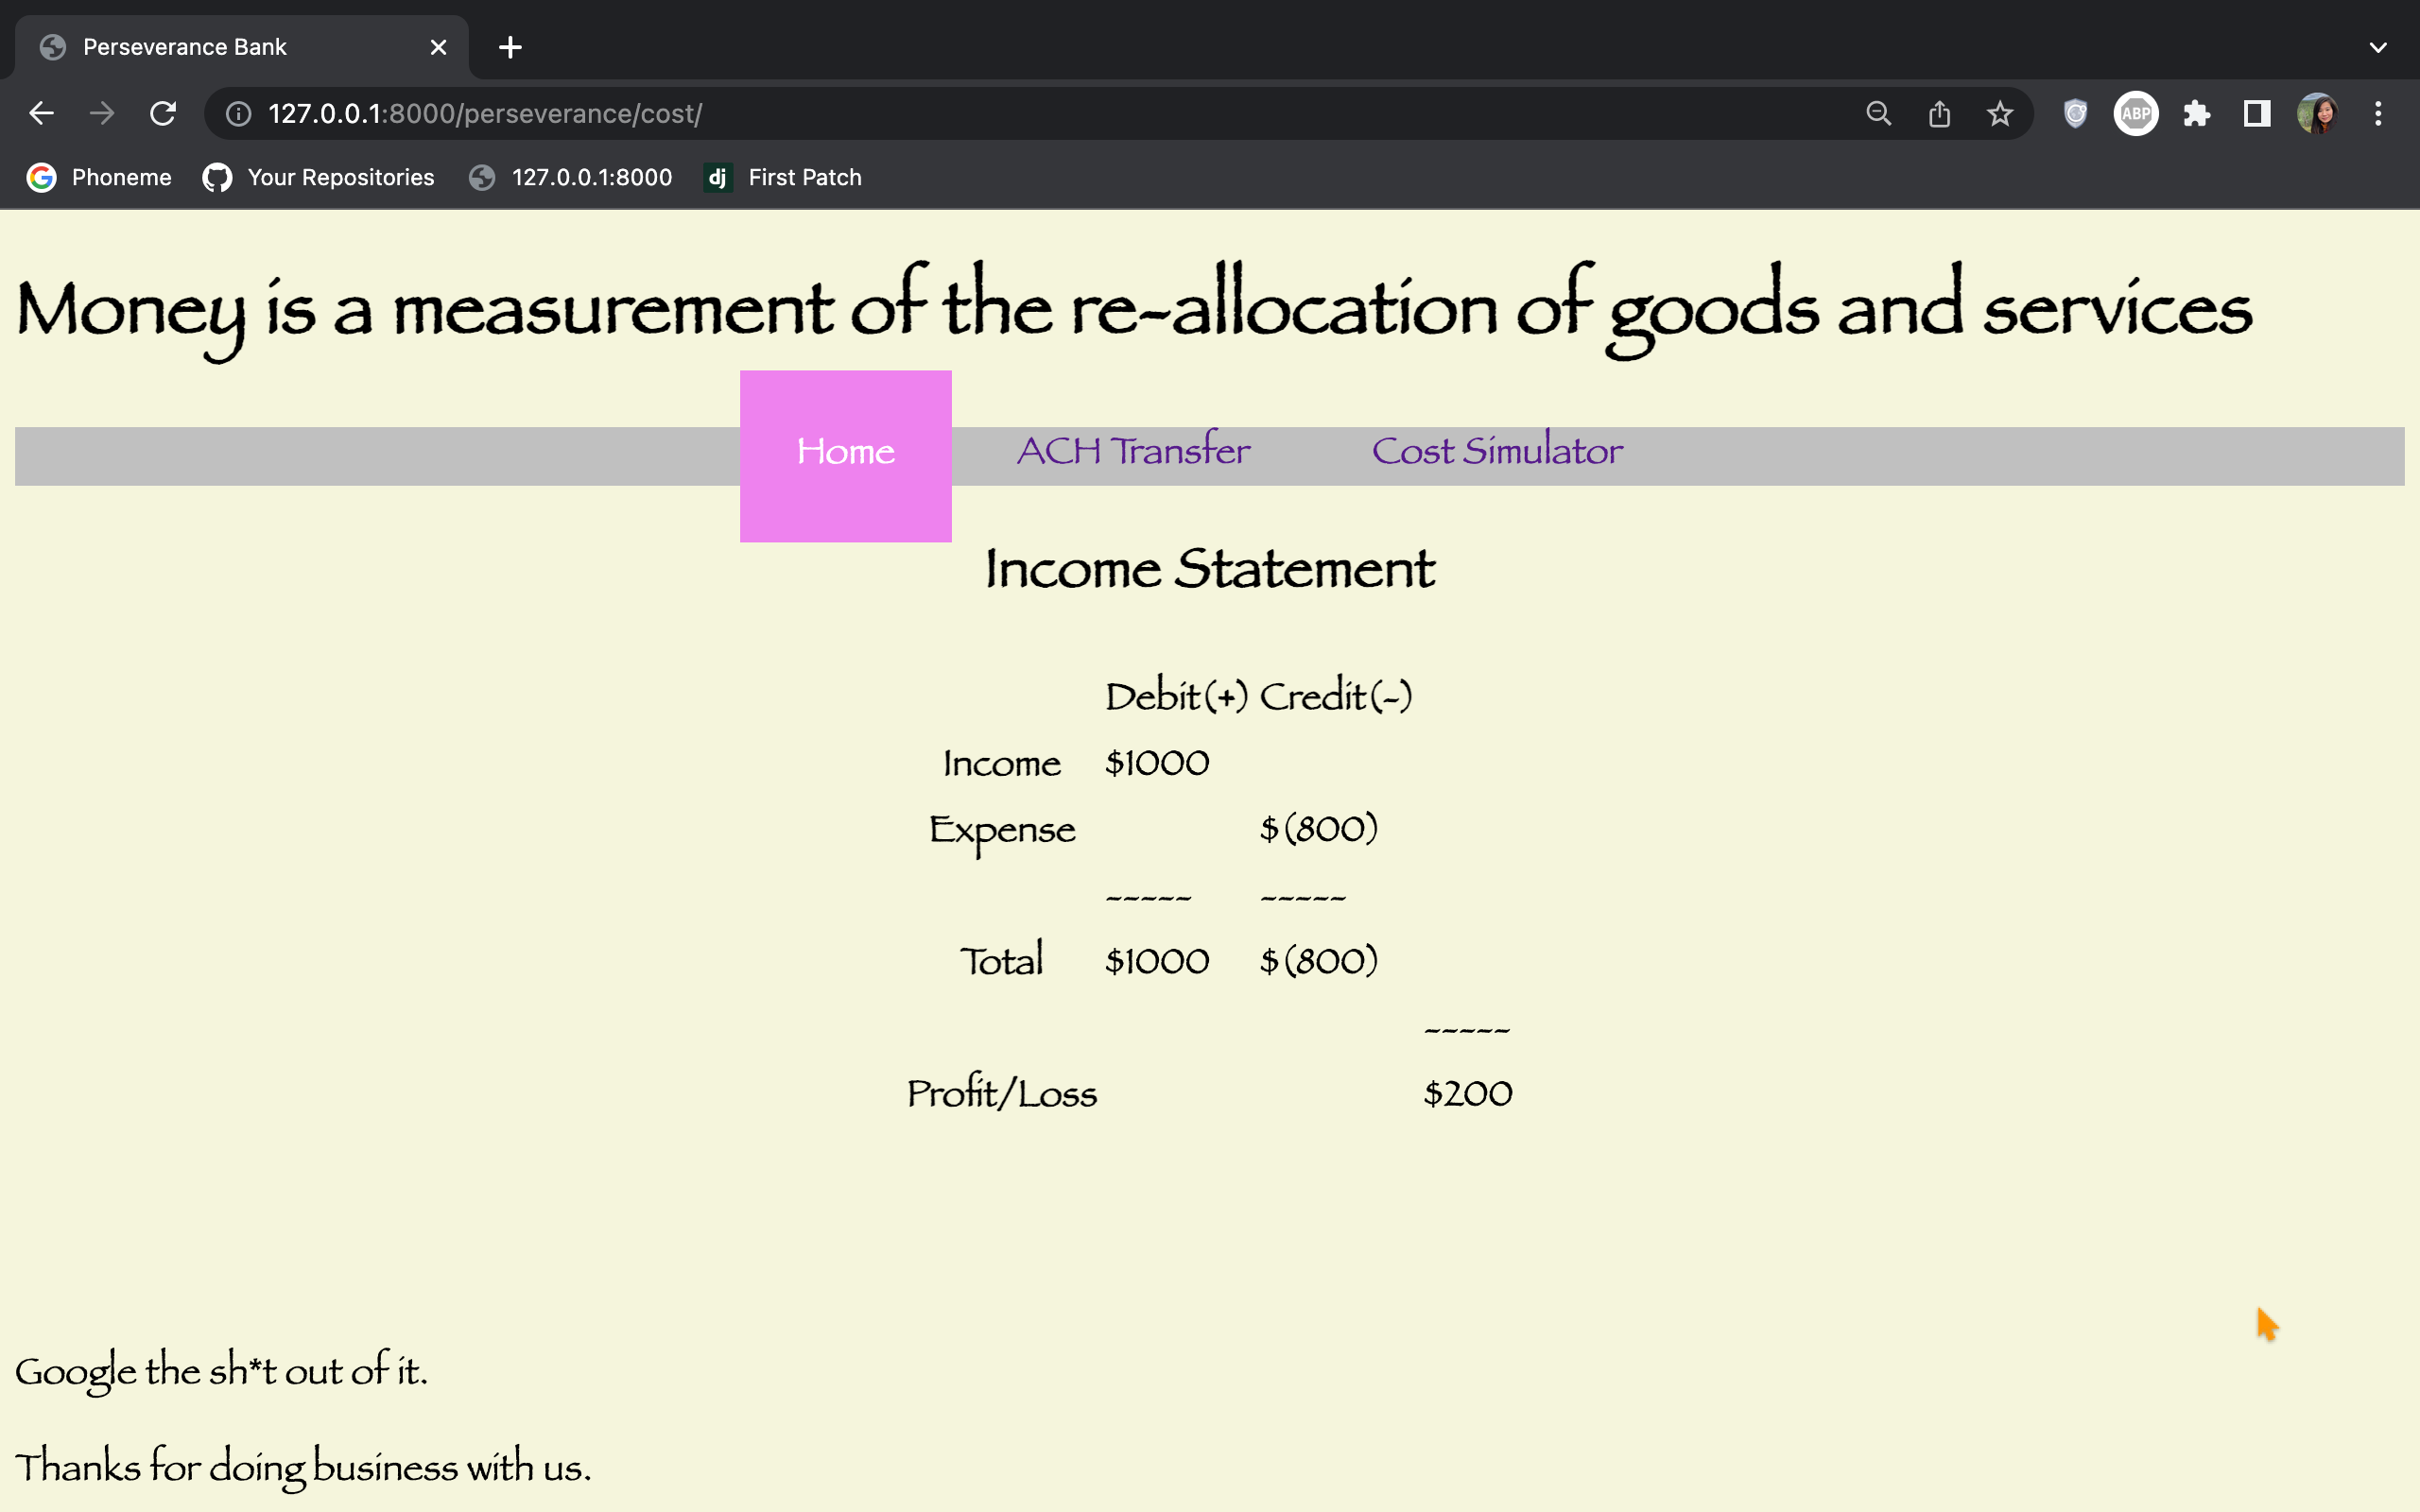 Perseverance Bank
127.0.0.1:8000/perseverance/cost/
ABP
Phoneme Your Repositories 127.0.0.1:8000 dj First Patch
Money is a measurement of the re-allocation of goods and services
Home ACH Transfer Cost Simulator
Income Statement
Debit(+) Credit(-)
Income $1000
Expense $(800)
----- -----
Total $1000 $(800)
-----
Profit/Loss $200
Google the sh*t out of it.
Thanks for doing business with us.